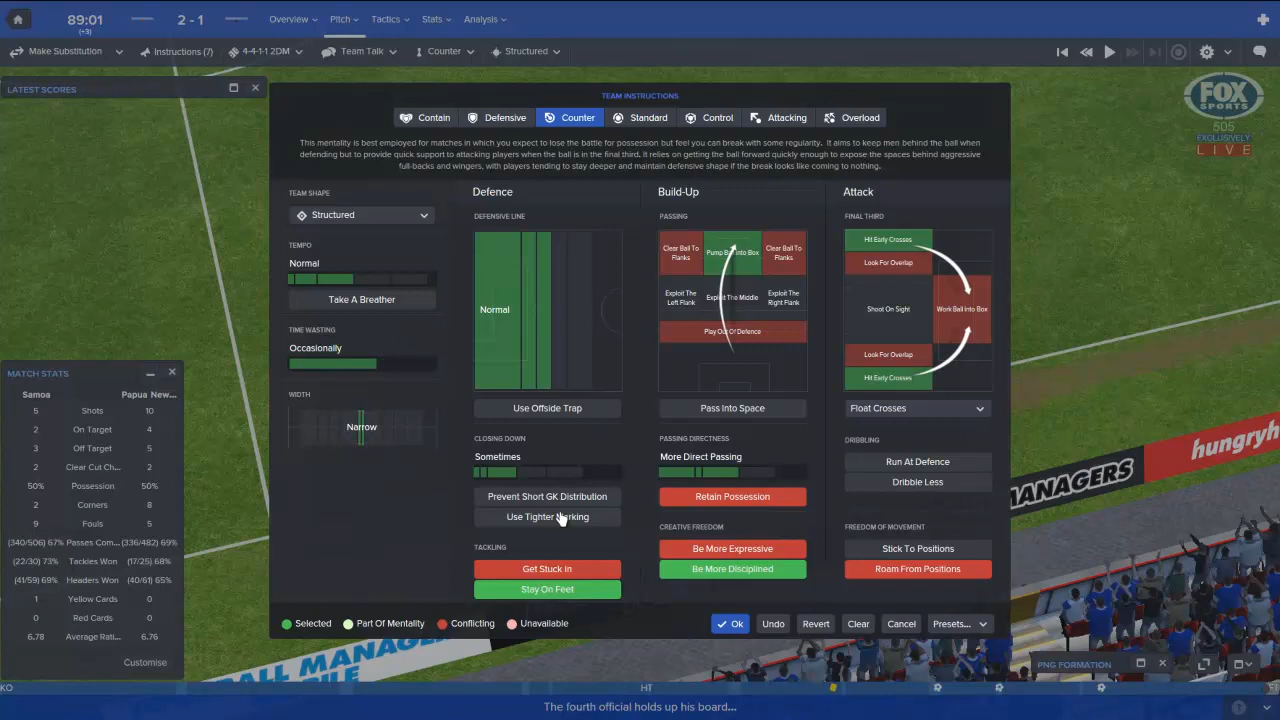 89:01
(+3)
2 - 1
Overview
Pitch
Tactics
Stats
Analysis
Make Substitution
Instructions (7)
4-4-1-1 2DM
Team Talk
Counter
Structured
LATEST SCORES
FOX
SPORTS
505
EXCLUSIVELY
LIVE
TEAM INSTRUCTIONS
Contain
Defensive
Counter
Standard
Control
Attacking
Overload
This mentality is best employed for matches in which you expect to lose the battle for possession but feel you can break with some regularity. It aims to keep men behind the ball when
defending but to provide quick support to attacking players when the ball is in the final third. It relies on getting the ball forward quickly enough to expose the spaces behind aggressive
full-backs and wingers, with players tending to stay deeper and maintain defensive shape if the break looks like coming to nothing.
TEAM SHAPE
Structured
TEMPO
Normal
Take A Breather
TIME WASTING
Occasionally
WIDTH
Narrow
Defence
DEFENSIVE LINE
Normal
Use Offside Trap
CLOSING DOWN
Sometimes
Prevent Short GK Distribution
Use Tighter Marking
TACKLING
Get Stuck In
Stay On Feet
Build-Up
PASSING
Clear Ball To
Flanks
Pump Ball Into Box
Clear Ball To
Flanks
Exploit The
Left Flank
Exploit The Middle
Exploit The
Right Flank
Play Out Of Defence
Pass Into Space
PASSING DIRECTNESS
More Direct Passing
Retain Possession
CREATIVE FREEDOM
Be More Expressive
Be More Disciplined
Attack
FINAL THIRD
Hit Early Crosses
Look For Overlap
Shoot On Sight
Work Ball Into Box
Look For Overlap
Hit Early Crosses
Float Crosses
DRIBBLING
Run At Defence
Dribble Less
FREEDOM OF MOVEMENT
Stick To Positions
Roam From Positions
Selected
Part Of Mentality
Conflicting
Unavailable
Ok
Undo
Revert
Clear
Cancel
Presets...
MATCH STATS
Samoa
Papua New...
5 Shots 10
2 On Target 4
3 Off Target 5
2 Clear Cut Ch... 2
50% Possession 50%
2 Corners 8
9 Fouls 5
(340/506) 67% Passes Com... (336/482) 69%
(22/30) 73% Tackles Won (17/25) 68%
(41/59) 69% Headers Won (40/61) 65%
1 Yellow Cards 0
0 Red Cards 0
6.78 Average Rati... 6.76
Customise
MANAGERS
hungryh
PNG FORMATION
KO
HT
The fourth official holds up his board...